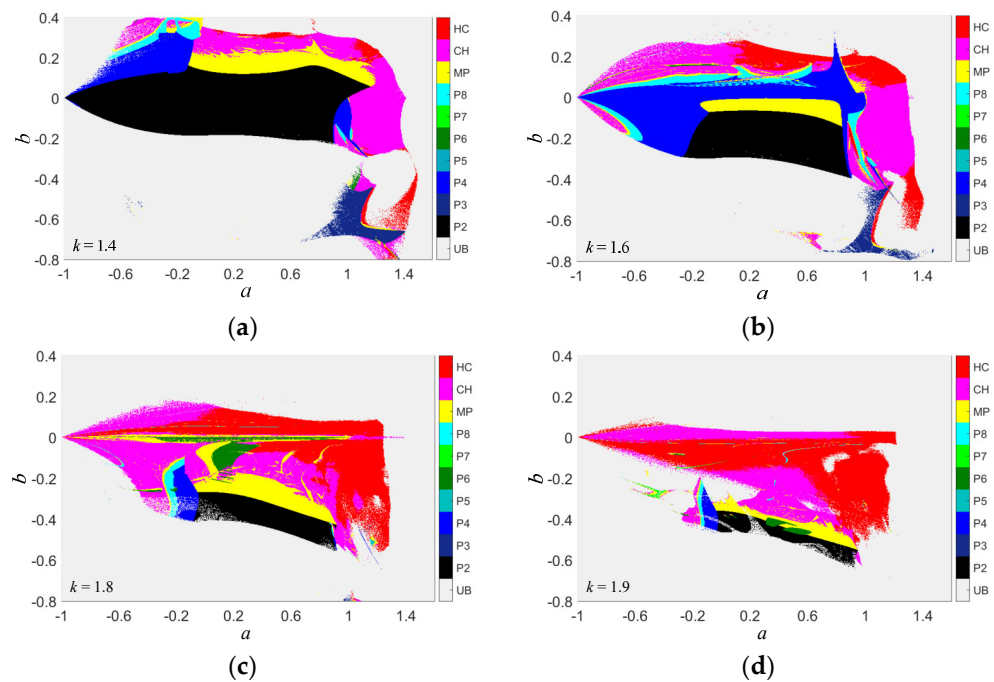 0.4
0.2
0
-0.2
-0.4
-0.6
-0.8
b
k = 1.4
-1 -0.6 -0.2 0.2 0.6 1 1.4
a
HC
CH
MP
P8
P7
P6
P5
P4
P3
P2
UB
(a)
0.4
0.2
0
-0.2
-0.4
-0.6
-0.8
b
k = 1.6
-1 -0.6 -0.2 0.2 0.6 1 1.4
a
HC
CH
MP
P8
P7
P6
P5
P4
P3
P2
UB
(b)
0.4
0.2
0
-0.2
-0.4
-0.6
-0.8
b
k = 1.8
-1 -0.6 -0.2 0.2 0.6 1 1.4
a
HC
CH
MP
P8
P7
P6
P5
P4
P3
P2
UB
(c)
0.4
0.2
0
-0.2
-0.4
-0.6
-0.8
b
k = 1.9
-1 -0.6 -0.2 0.2 0.6 1 1.4
a
HC
CH
MP
P8
P7
P6
P5
P4
P3
P2
UB
(d)